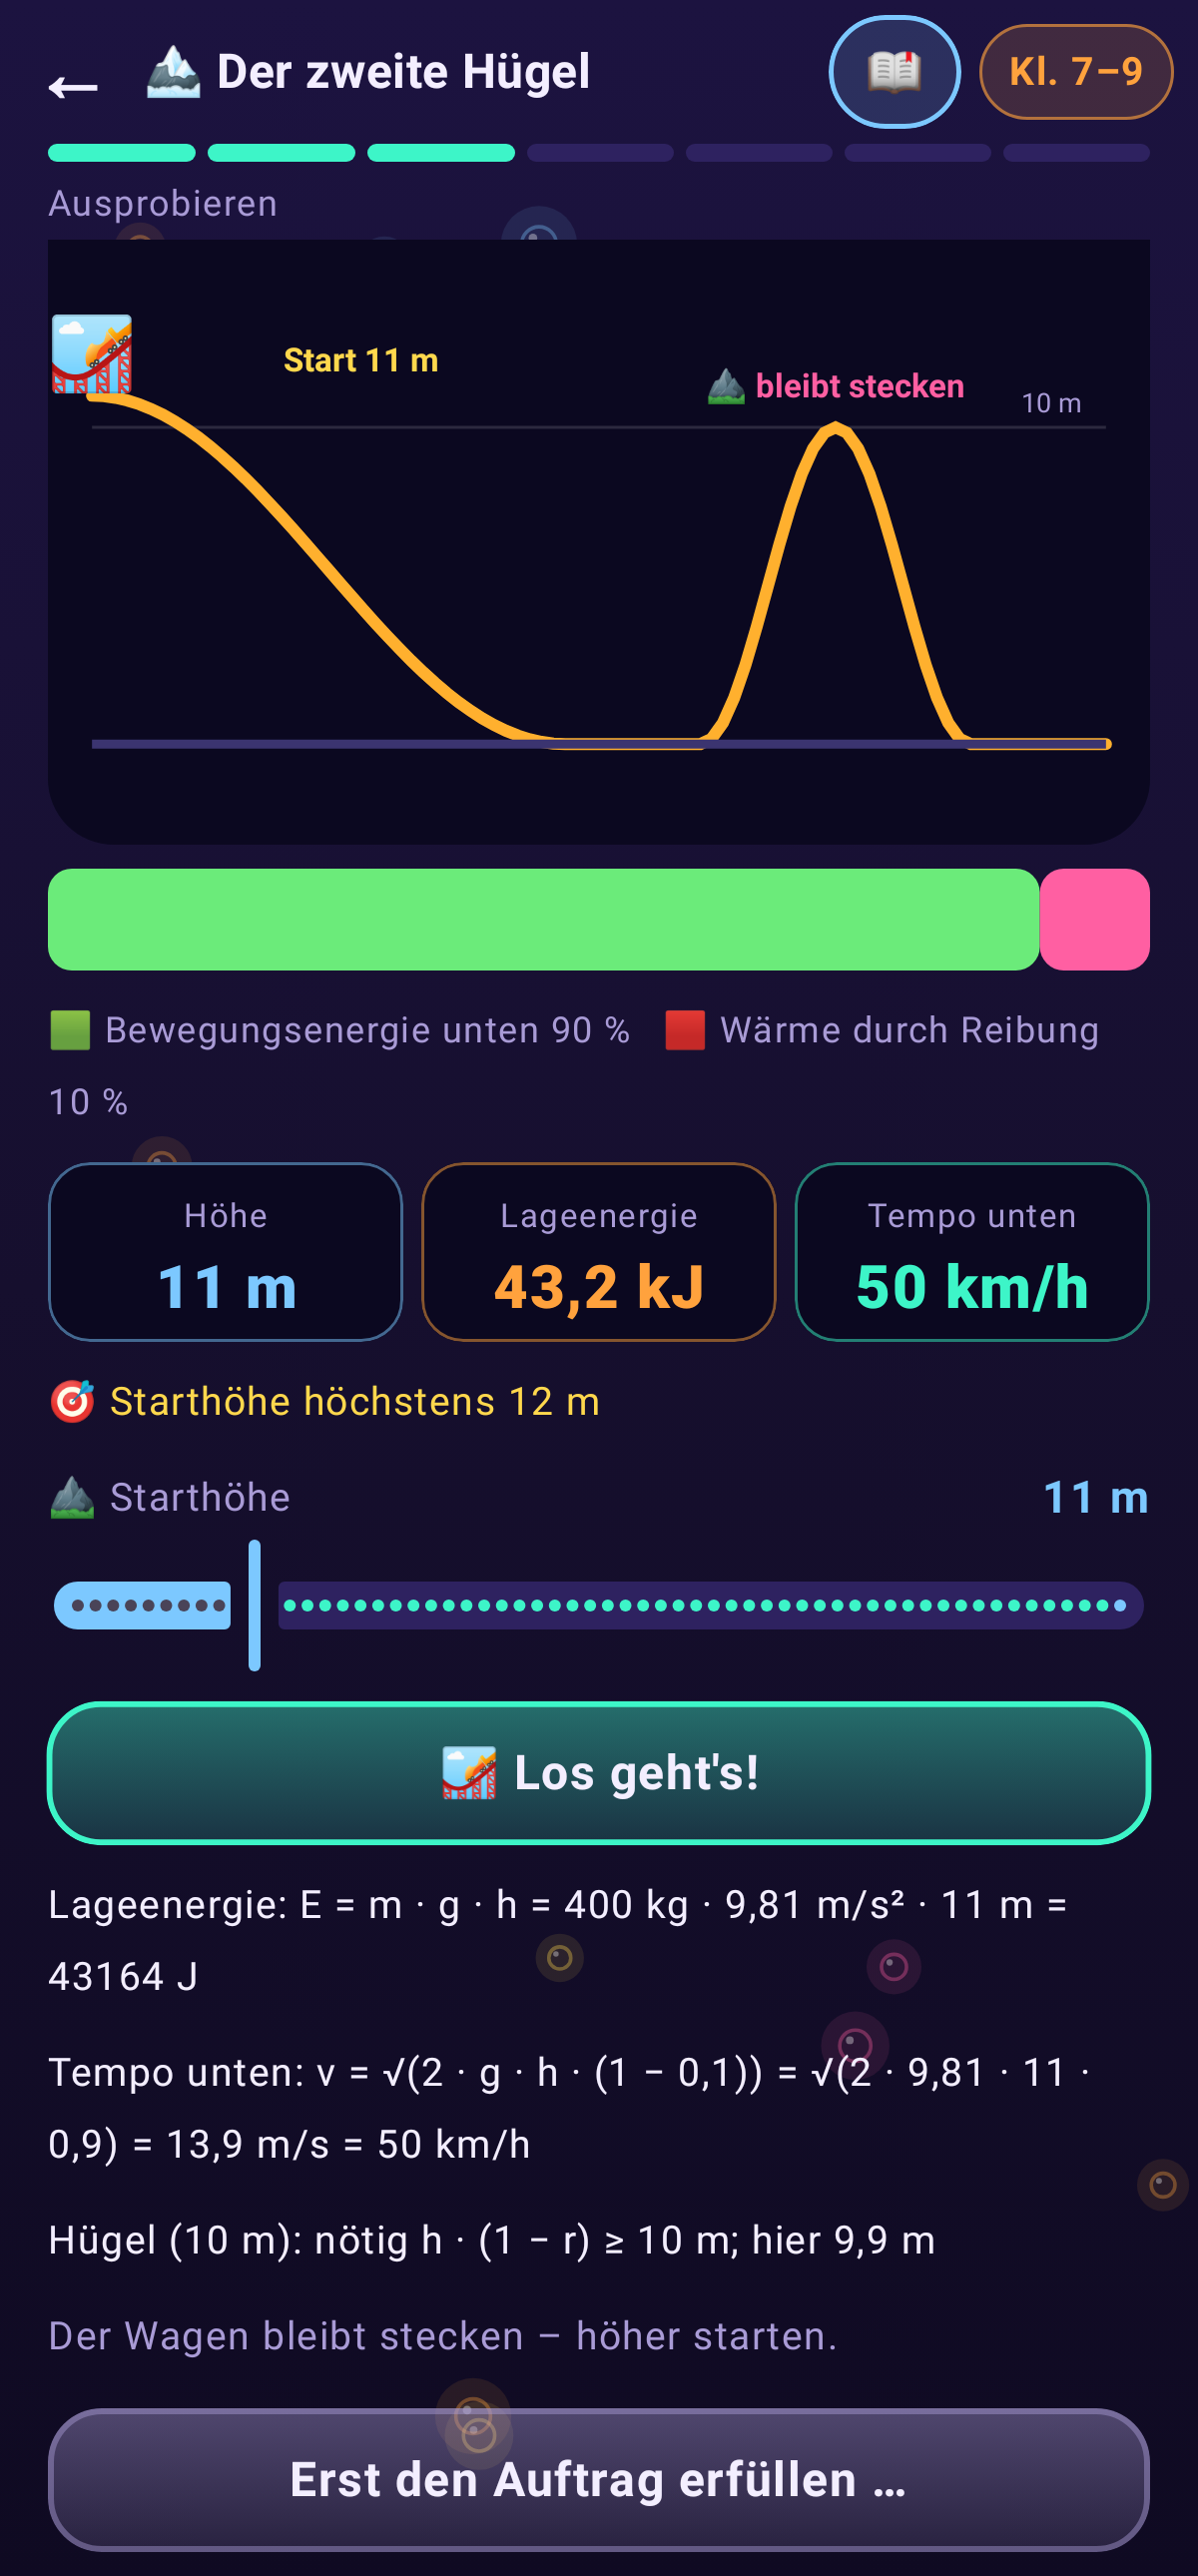 ← 🏔️ Der zweite Hügel 📖 Kl. 7–9
Ausprobieren
Start 11 m
⛰️ bleibt stecken
10 m
🟩 Bewegungsenergie unten 90 % 🟥 Wärme durch Reibung
10 %
Höhe
11 m
Lageenergie
43,2 kJ
Tempo unten
50 km/h
🎯 Starthöhe höchstens 12 m
⛰️ Starthöhe 11 m
🎢 Los geht's!
Lageenergie: E = m · g · h = 400 kg · 9,81 m/s² · 11 m =
43164 J
Tempo unten: v = √(2 · g · h · (1 − 0,1)) = √(2 · 9,81 · 11 ·
0,9) = 13,9 m/s = 50 km/h
Hügel (10 m): nötig h · (1 − r) ≥ 10 m; hier 9,9 m
Der Wagen bleibt stecken – höher starten.
Erst den Auftrag erfüllen …